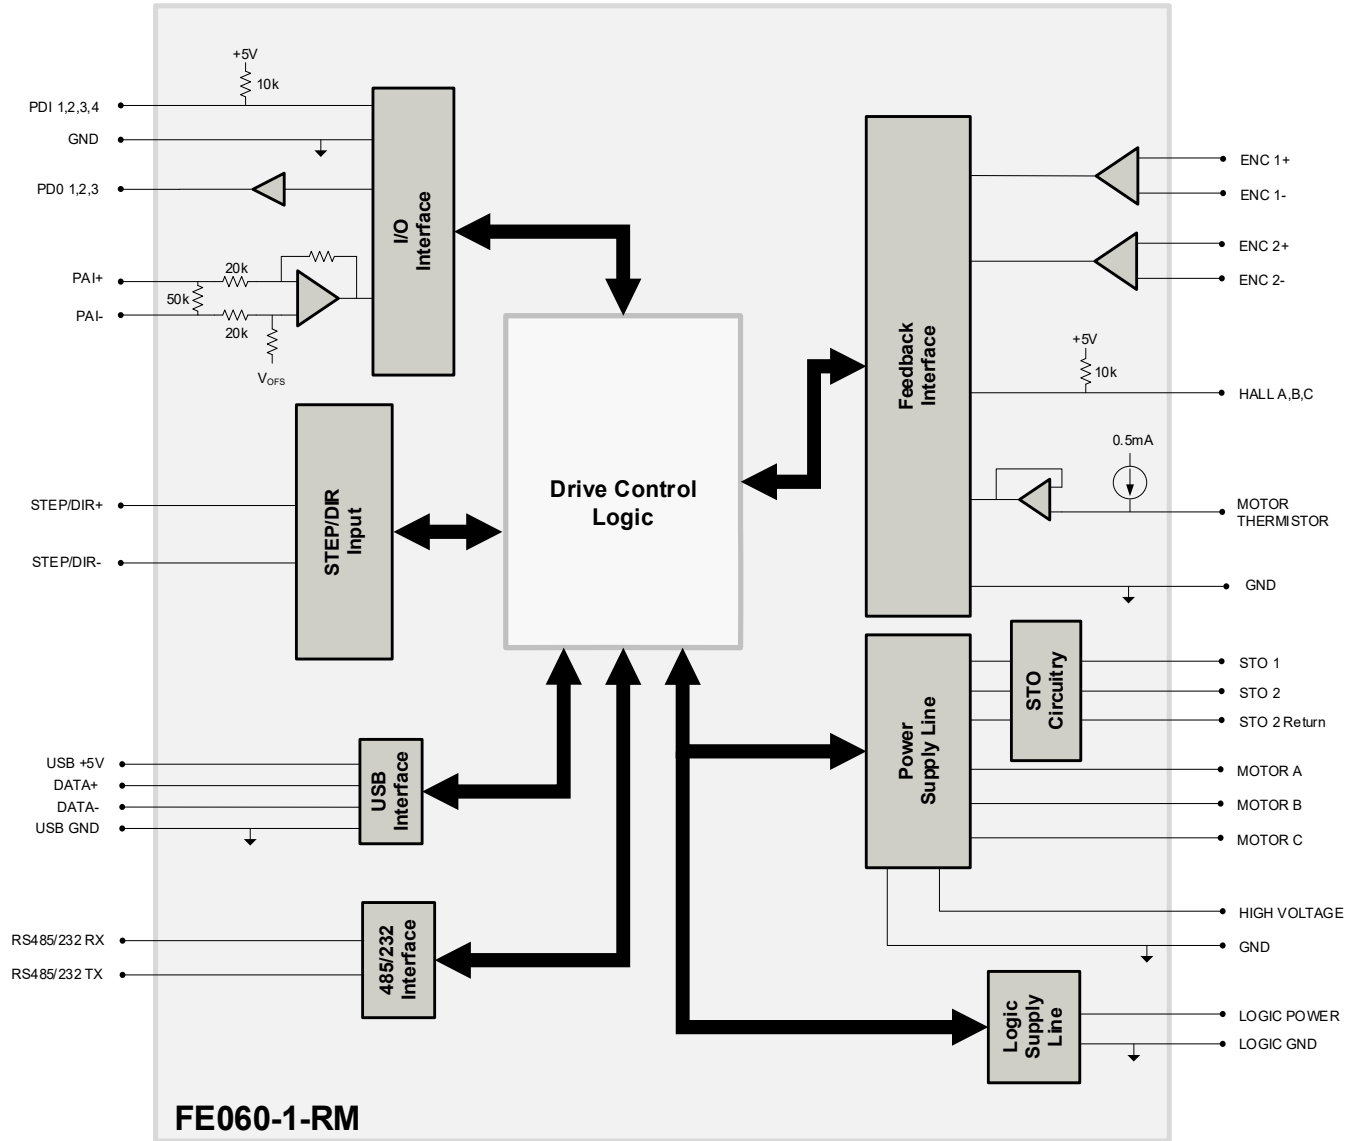 +5V
10k
PDI 1,2,3,4
GND
PD0 1,2,3
PAI+
20k
50k
PAI-
20k
VOFS
I/O
Interface
STEP/DIR+
STEP/DIR-
STEP/DIR
Input
Drive Control
Logic
USB +5V
DATA+
DATA-
USB GND
USB
Interface
RS485/232 RX
RS485/232 TX
485/232
Interface
Feedback
Interface
ENC 1+
ENC 1-
ENC 2+
ENC 2-
+5V
10k
HALL A,B,C
0.5mA
MOTOR
THERMISTOR
GND
Power
Supply Line
STO
Circuitry
STO 1
STO 2
STO 2 Return
MOTOR A
MOTOR B
MOTOR C
HIGH VOLTAGE
GND
Logic
Supply
Line
LOGIC POWER
LOGIC GND
FE060-1-RM